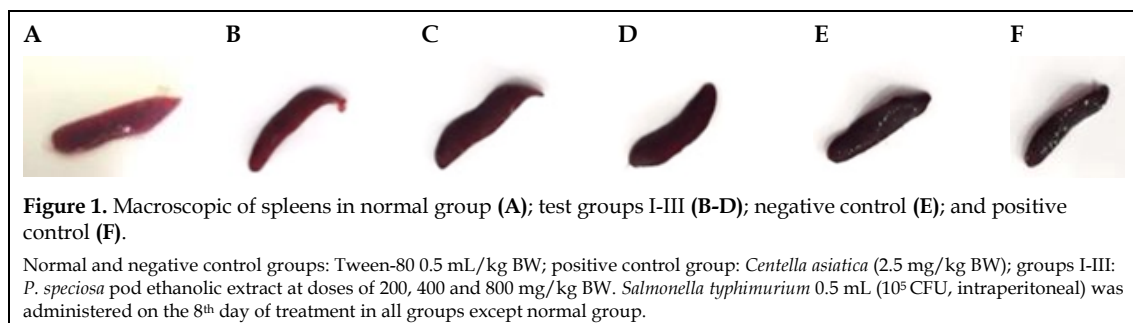 A B C D E F
Figure 1. Macroscopic of spleens in normal group (A); test groups I-III (B-D); negative control (E); and positive
control (F).
Normal and negative control groups: Tween-80 0.5 mL/kg BW; positive control group: Centella asiatica (2.5 mg/kg BW); groups I-III:
P. speciosa pod ethanolic extract at doses of 200, 400 and 800 mg/kg BW. Salmonella typhimurium 0.5 mL (10⁵ CFU, intraperitoneal) was
administered on the 8th day of treatment in all groups except normal group.